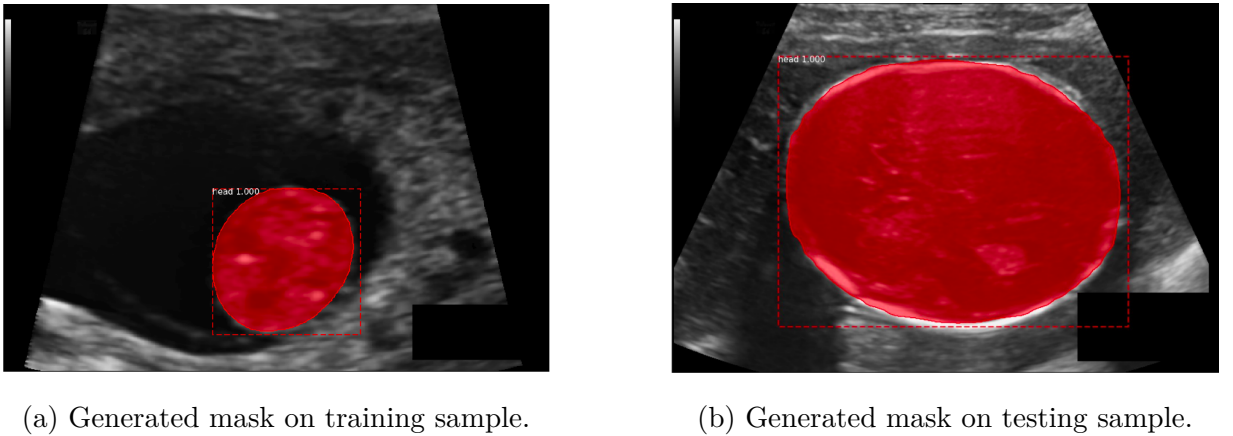 head 1.000
head 1.000
(a) Generated mask on training sample.
(b) Generated mask on testing sample.